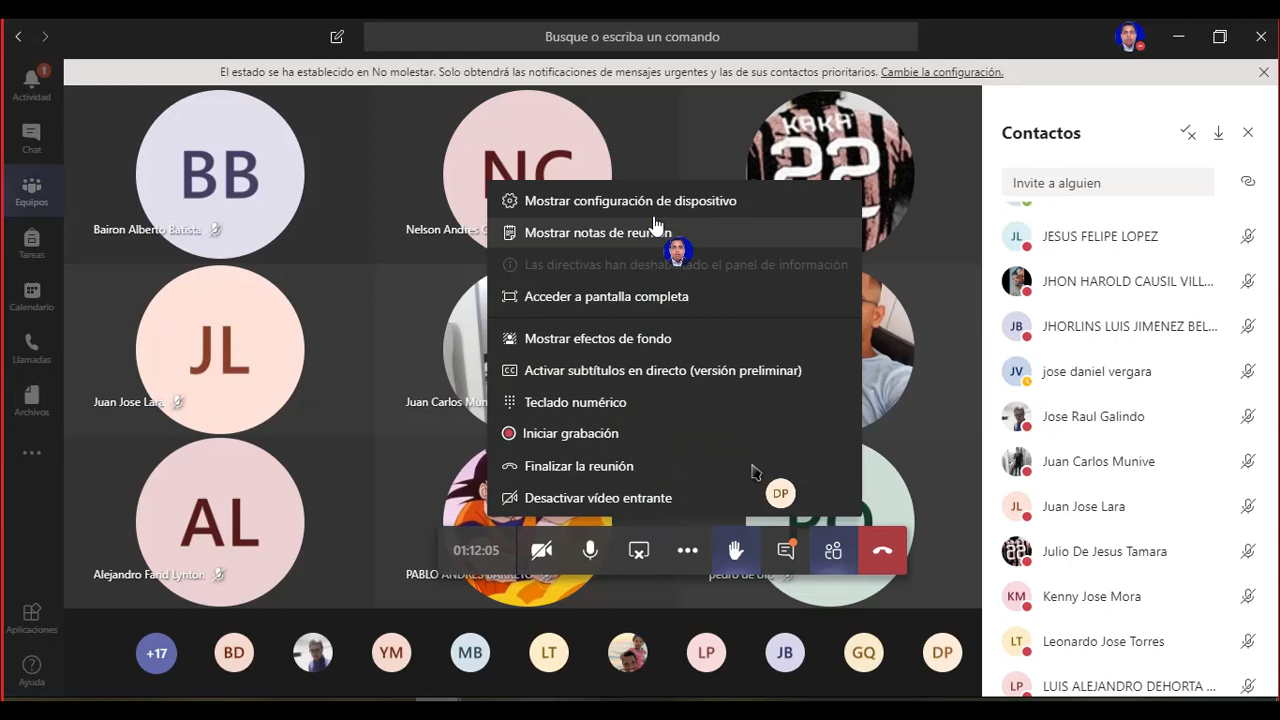 Busque o escriba un comando
El estado se ha establecido en No molestar. Solo obtendrá las notificaciones de mensajes urgentes y las de sus contactos prioritarios. Cambie la configuración.
1
Actividad
Chat
Equipos
Tareas
Calendario
Llamadas
Archivos
Aplicaciones
Ayuda
BB
Bairon Alberto Batista
NC
Nelson Andres
KAKA
22
JL
Juan Jose Lara
Juan Carlos
AL
Alejandro Farid Lynton
PABLO ANDRES BARRETO
pedro de
Mostrar configuración de dispositivo
Mostrar notas de reunión
Las directivas han deshabilitado el panel de información
Acceder a pantalla completa
Mostrar efectos de fondo
CC Activar subtítulos en directo (versión preliminar)
Teclado numérico
Iniciar grabación
Finalizar la reunión
Desactivar vídeo entrante
DP
01:12:05
+17
BD
YM
MB
LT
LP
JB
GQ
DP
Contactos
Invite a alguien
JL JESUS FELIPE LOPEZ
JHON HAROLD CAUSIL VILL...
JB JHORLINS LUIS JIMENEZ BEL...
JV jose daniel vergara
Jose Raul Galindo
Juan Carlos Munive
JL Juan Jose Lara
Julio De Jesus Tamara
KM Kenny Jose Mora
LT Leonardo Jose Torres
LP LUIS ALEJANDRO DEHORTA ...